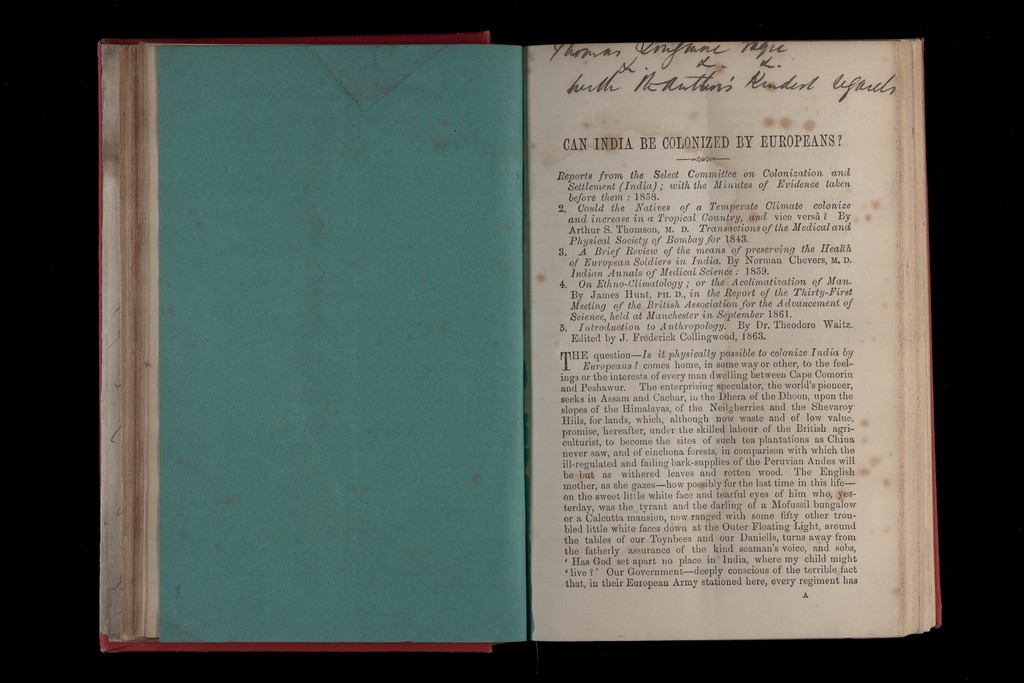 Thomas Longmore Esqre
&. &. &.
with the Author's Kindest regards
CAN INDIA BE COLONIZED BY EUROPEANS?
Reports from the Select Committee on Colonization and
Settlement (India); with the Minutes of Evidence taken
before them: 1858.
2. Could the Natives of a Temperate Climate colonize
and increase in a Tropical Country, and vice versâ? By
Arthur S. Thomson, M. D. Transactions of the Medical and
Physical Society of Bombay for 1843.
3. A Brief Review of the means of preserving the Health
of European Soldiers in India. By Norman Chevers, M. D.
Indian Annals of Medical Science: 1859.
4. On Ethno-Climatology; or the Acclimatization of Man.
By James Hunt, PH. D., in the Report of the Thirty-First
Meeting of the British Association for the Advancement of
Science, held at Manchester in September 1861.
5. Introduction to Anthropology. By Dr. Theodore Waitz.
Edited by J. Frederick Collingwood, 1863.
THE question—Is it physically possible to colonize India by
Europeans? comes home, in some way or other, to the feel-
ings or the interests of every man dwelling between Cape Comorin
and Peshawur. The enterprising speculator, the world's pioneer,
seeks in Assam and Cachar, in the Dhera of the Dhoon, upon the
slopes of the Himalayas, of the Neilgherries and the Shevaroy
Hills, for lands, which, although now waste and of low value,
promise, hereafter, under the skilled labour of the British agri-
culturist, to become the sites of such tea plantations as China
never saw, and of cinchona forests, in comparison with which the
ill-regulated and failing bark-supplies of the Peruvian Andes will
be but as withered leaves and rotten wood. The English
mother, as she gazes—how possibly for the last time in this life—
on the sweet little white face and tearful eyes of him who, yes-
terday, was the tyrant and the darling of a Mofussil bungalow
or a Calcutta mansion, now ranged with some fifty other trou-
bled little white faces down at the Outer Floating Light, around
the tables of our Toynbees and our Daniells, turns away from
the fatherly assurance of the kind seaman's voice, and sobs,
‘Has God set apart no place in India, where my child might
‘live?’ Our Government—deeply conscious of the terrible fact
that, in their European Army stationed here, every regiment has
A